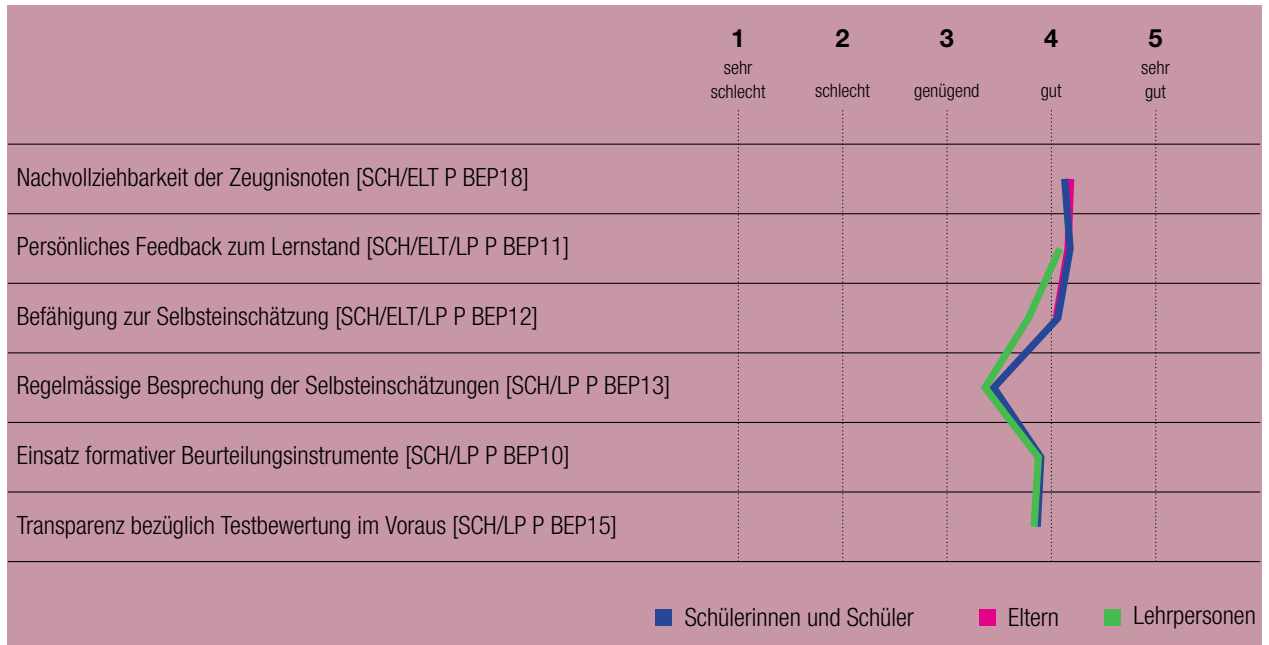 1 2 3 4 5
sehr schlecht schlecht genügend gut sehr gut
Nachvollziehbarkeit der Zeugnisnoten [SCH/ELT P BEP18]
Persönliches Feedback zum Lernstand [SCH/ELT/LP P BEP11]
Befähigung zur Selbsteinschätzung [SCH/ELT/LP P BEP12]
Regelmässige Besprechung der Selbsteinschätzungen [SCH/LP P BEP13]
Einsatz formativer Beurteilungsinstrumente [SCH/LP P BEP10]
Transparenz bezüglich Testbewertung im Voraus [SCH/LP P BEP15]
Schülerinnen und Schüler Eltern Lehrpersonen